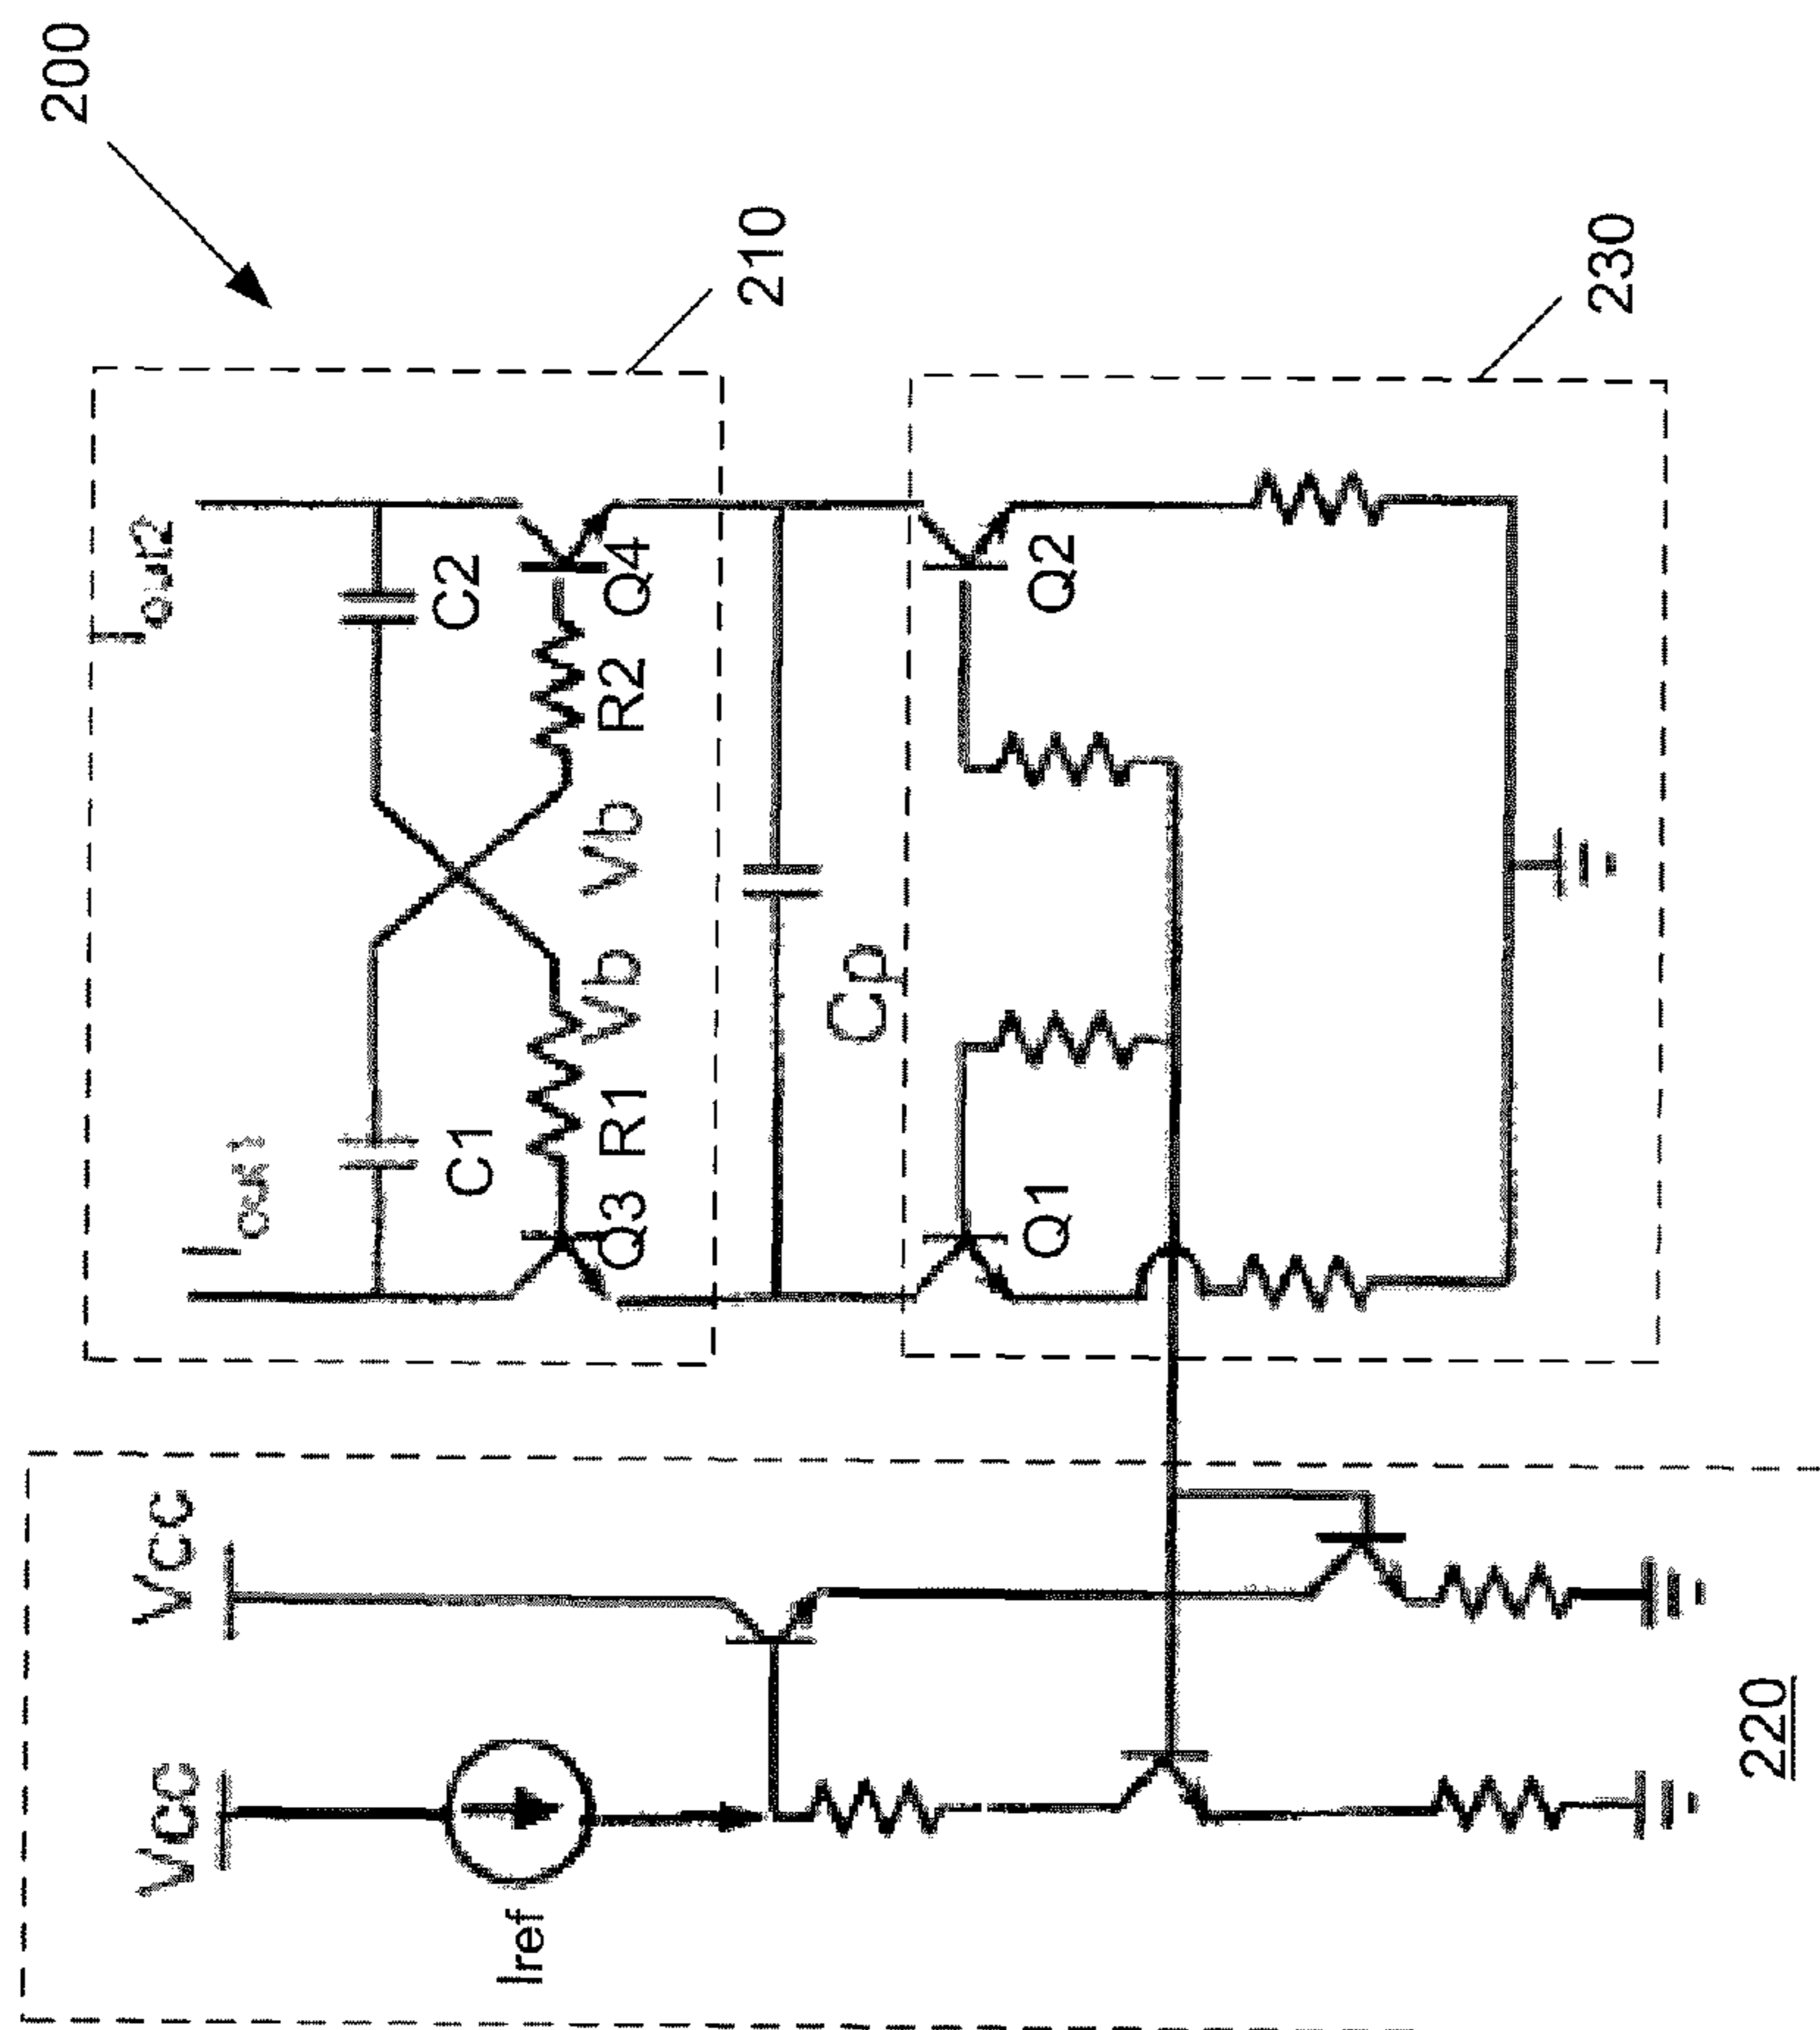 200
Vcc
Vcc
Iout1
Iout2
C1
C2
Iref
Q3
R1
Vb
Vb
R2
Q4
210
Cp
Q1
Q2
230
220